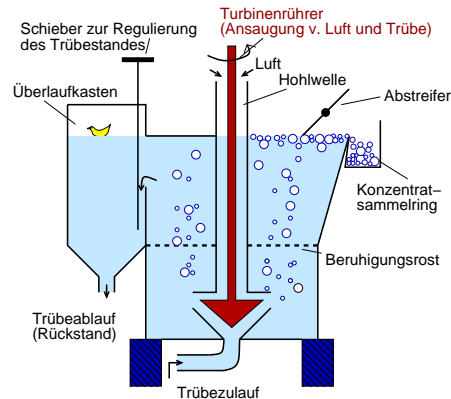 Schieber zur Regulierung
des Trübestandes
Turbinenrührer
(Ansaugung v. Luft und Trübe)
Luft
Hohlwelle
Überlaufkasten
Abstreifer
Konzentrat–
sammelring
Beruhigungsrost
Trübeablauf
(Rückstand)
Trübezulauf